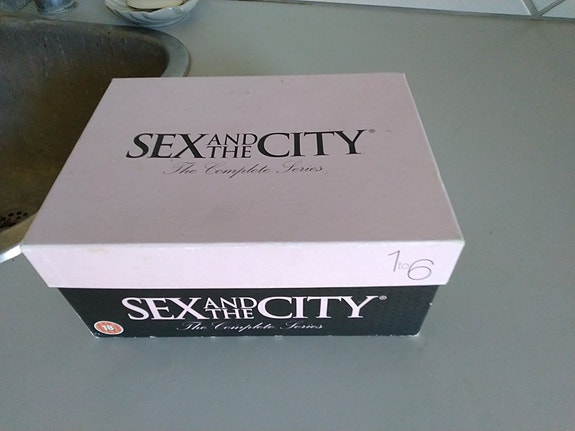 SEX AND THE CITY®
The Complete Series
1 to 6
SEX AND THE CITY®
The Complete Series
18